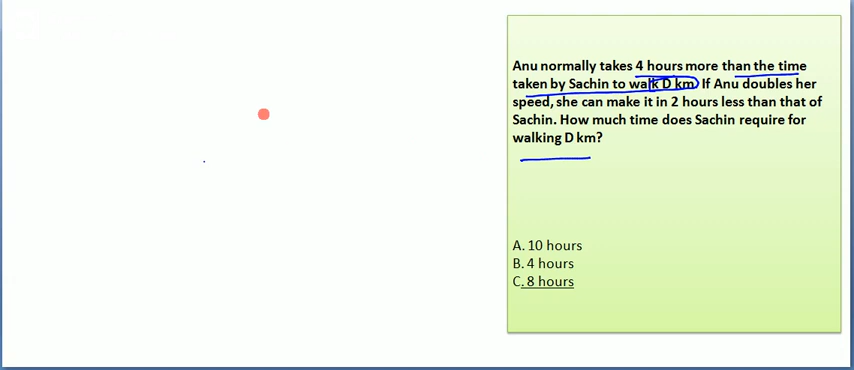 Anu normally takes 4 hours more than the time
taken by Sachin to walk D km. If Anu doubles her
speed, she can make it in 2 hours less than that of
Sachin. How much time does Sachin require for
walking D km?
A. 10 hours
B. 4 hours
C. 8 hours